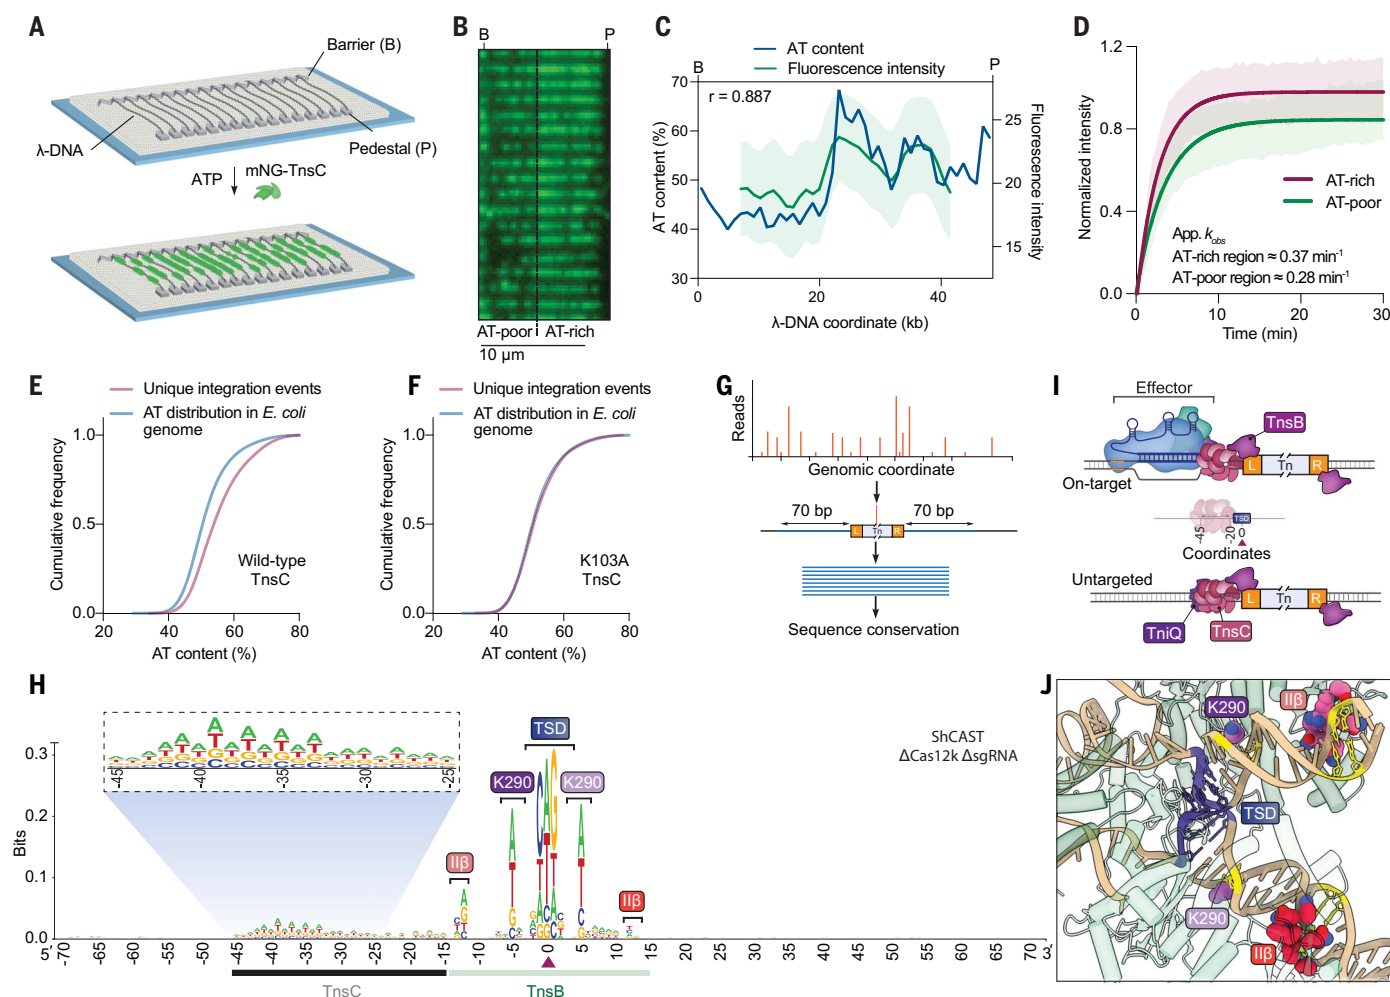 A
Barrier (B)
λ-DNA
Pedestal (P)
ATP
mNG-TnsC
B
B
P
AT-poor
AT-rich
10 μm
C
AT content
Fluorescence intensity
B
P
r = 0.887
70
60
50
40
30
AT conrtent (%)
25
20
15
Fluorescence intensity
0
20
40
λ-DNA coordinate (kb)
D
1.2
0.8
0.4
0.0
Normalized intensity
AT-rich
AT-poor
App. kobs
AT-rich region ≈ 0.37 min-1
AT-poor region ≈ 0.28 min-1
0
10
20
30
Time (min)
E
Unique integration events
AT distribution in E. coli
genome
Cumulative frequency
1.0
0.5
0.0
Wild-type
TnsC
20
40
60
80
AT content (%)
F
Unique integration events
AT distribution in E. coli
genome
Cumulative frequency
1.0
0.5
0.0
K103A
TnsC
20
40
60
80
AT content (%)
G
Reads
Genomic coordinate
70 bp
70 bp
L
Tn
R
Sequence conservation
I
Effector
TnsB
L
Tn
R
On-target
TSD
-45
-20
0
Coordinates
Untargeted
L
Tn
R
TniQ
TnsC
H
0.3
0.2
0.1
0.0
Bits
-45
-40
-35
-30
-25
TSD
K290
K290
IIβ
IIβ
ShCAST
ΔCas12k ΔsgRNA
5′
-70
-65
-60
-55
-50
-45
-40
-35
-30
-25
-20
-15
-10
-5
0
5
10
15
20
25
30
35
40
45
50
55
60
65
70
3′
TnsC
TnsB
J
K290
IIβ
TSD
K290
IIβ